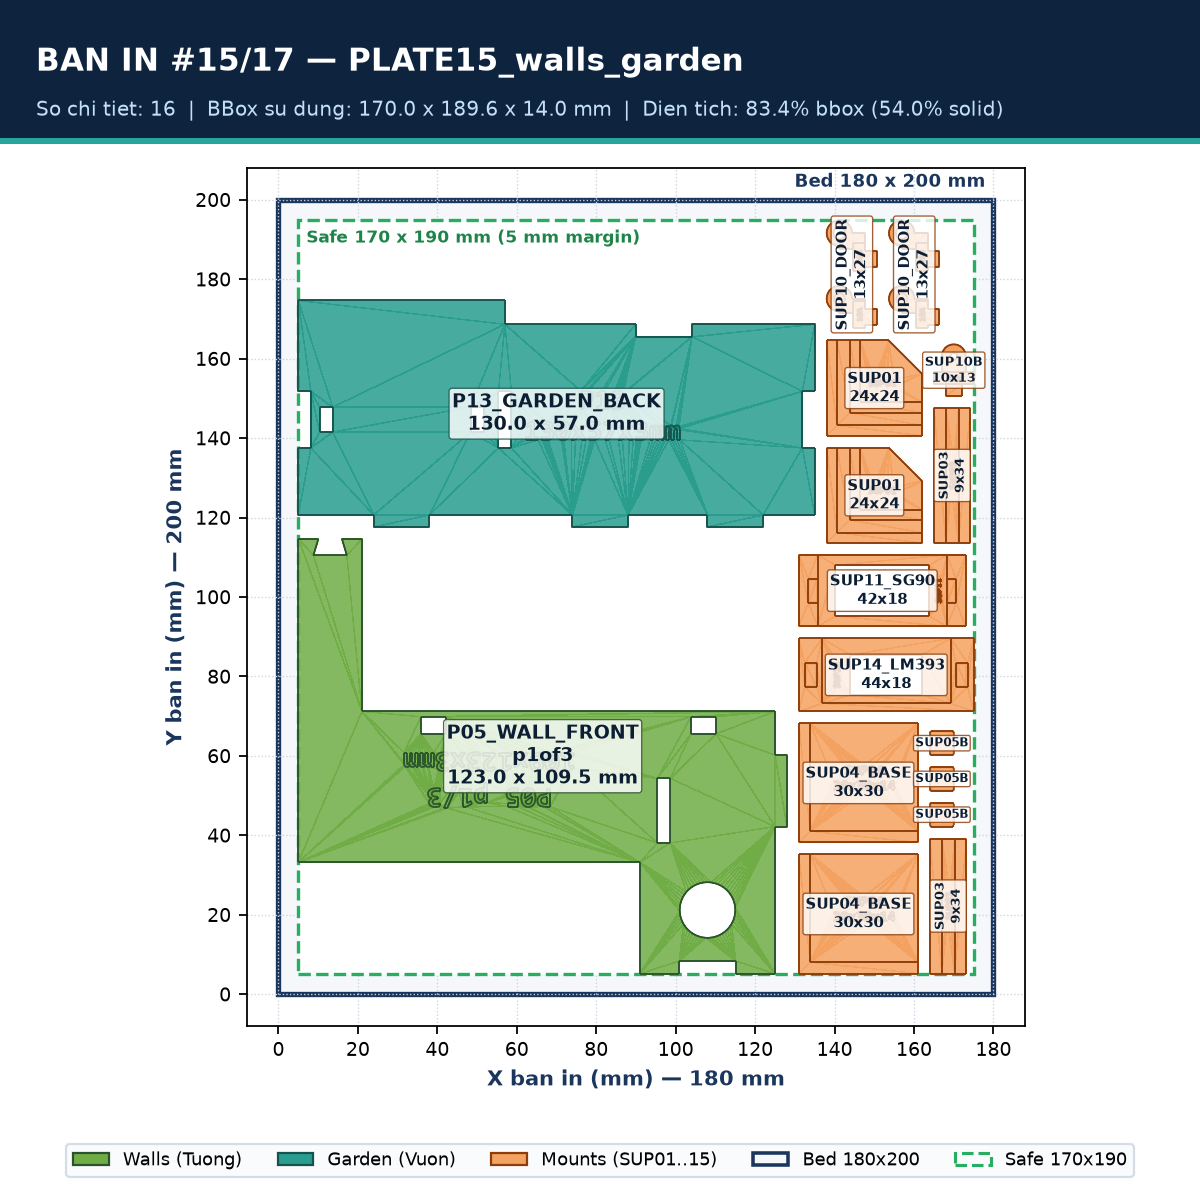 BAN IN #15/17 — PLATE15_walls_garden
So chi tiet: 16 | BBox su dung: 170.0 x 189.6 x 14.0 mm | Dien tich: 83.4% bbox (54.0% solid)
Bed 180 x 200 mm
Safe 170 x 190 mm (5 mm margin)
SUP10_DOOR
13x27
SUP10_DOOR
13x27
SUP10B
10x13
SUP01
24x24
P13_GARDEN_BACK
130.0 x 57.0 mm
SUP03
9x34
SUP01
24x24
SUP11_SG90
42x18
SUP14_LM393
44x18
P05_WALL_FRONT
p1of3
123.0 x 109.5 mm
P05 p1/3
SUP04_BASE
30x30
SUP05B
SUP05B
SUP05B
SUP04_BASE
30x30
SUP03
9x34
200
180
160
140
120
100
80
60
40
20
0
Y ban in (mm) — 200 mm
0 20 40 60 80 100 120 140 160 180
X ban in (mm) — 180 mm
Walls (Tuong)
Garden (Vuon)
Mounts (SUP01..15)
Bed 180x200
Safe 170x190